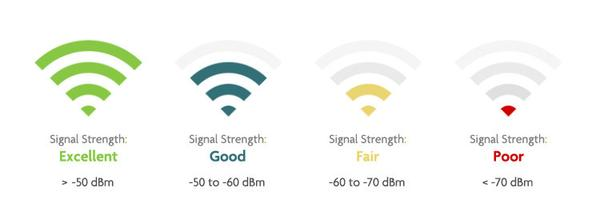 Signal Strength:
Excellent
> -50 dBm
Signal Strength:
Good
-50 to -60 dBm
Signal Strength:
Fair
-60 to -70 dBm
Signal Strength:
Poor
< -70 dBm